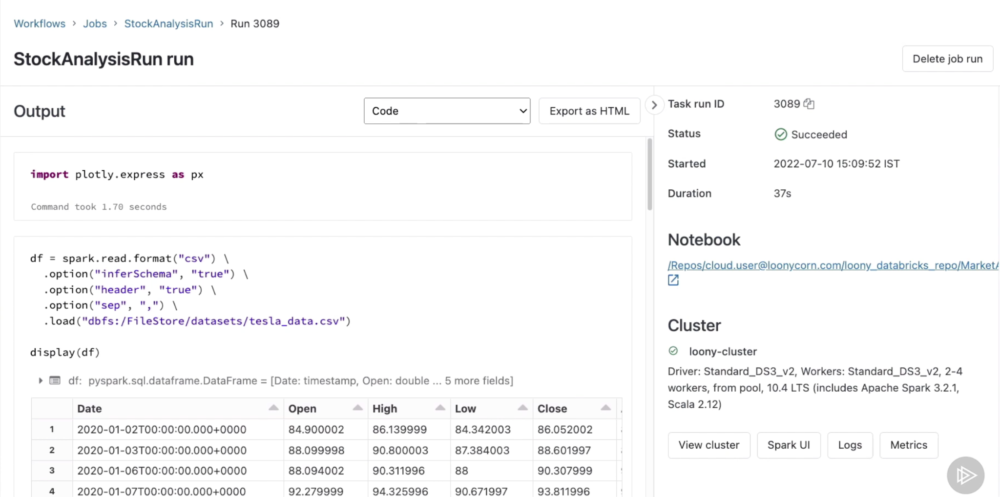 Workflows > Jobs > StockAnalysisRun > Run 3089
StockAnalysisRun run
Delete job run
Output
Code
Export as HTML
import plotly.express as px
Command took 1.70 seconds
df = spark.read.format("csv") \
.option("inferSchema", "true") \
.option("header", "true") \
.option("sep", ",") \
.load("dbfs:/FileStore/datasets/tesla_data.csv")
display(df)
df: pyspark.sql.dataframe.DataFrame = [Date: timestamp, Open: double ... 5 more fields]
Date Open High Low Close
1 2020-01-02T00:00:00.000+0000 84.900002 86.139999 84.342003 86.052002
2 2020-01-03T00:00:00.000+0000 88.099998 90.800003 87.384003 88.601997
3 2020-01-06T00:00:00.000+0000 88.094002 90.311996 88 90.307999
4 2020-01-07T00:00:00.000+0000 92.279999 94.325996 90.671997 93.811996
Task run ID 3089
Status Succeeded
Started 2022-07-10 15:09:52 IST
Duration 37s
Notebook
/Repos/cloud.user@loonycorn.com/loony_databricks_repo/Market
Cluster
loony-cluster
Driver: Standard_DS3_v2, Workers: Standard_DS3_v2, 2-4
workers, from pool, 10.4 LTS (includes Apache Spark 3.2.1,
Scala 2.12)
View cluster
Spark UI
Logs
Metrics